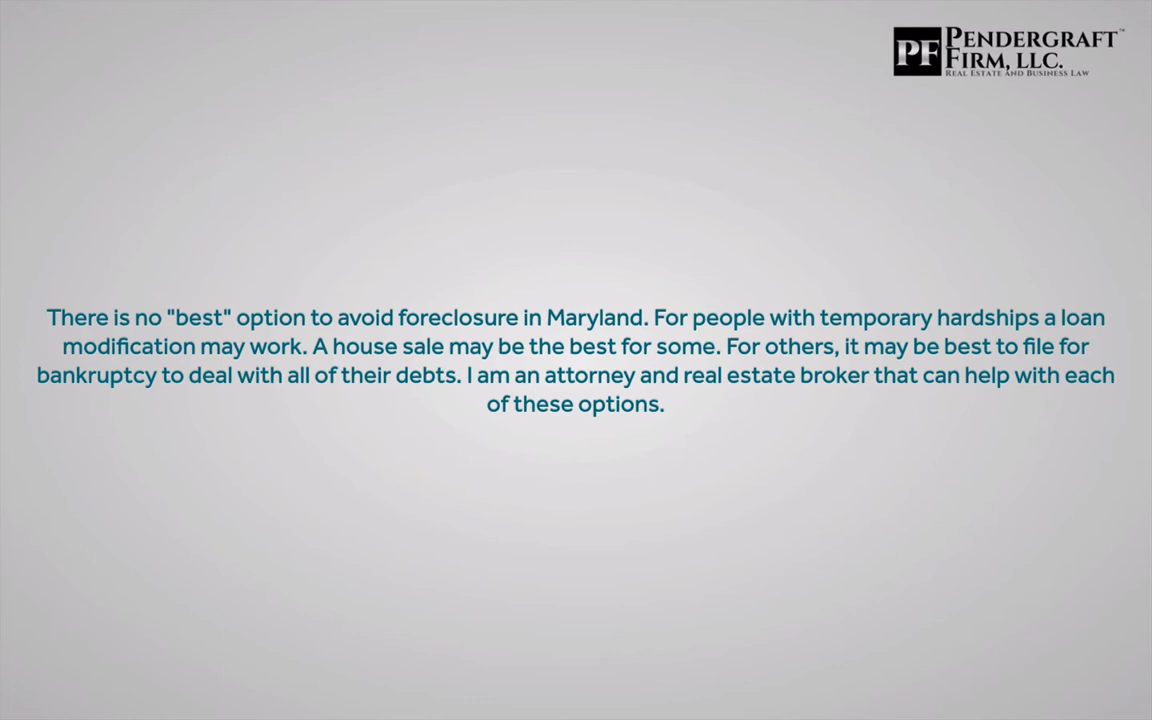 PF
PENDERGRAFT™
FIRM, LLC.
REAL ESTATE AND BUSINESS LAW
There is no "best" option to avoid foreclosure in Maryland. For people with temporary hardships a loan
modification may work. A house sale may be the best for some. For others, it may be best to file for
bankruptcy to deal with all of their debts. I am an attorney and real estate broker that can help with each
of these options.